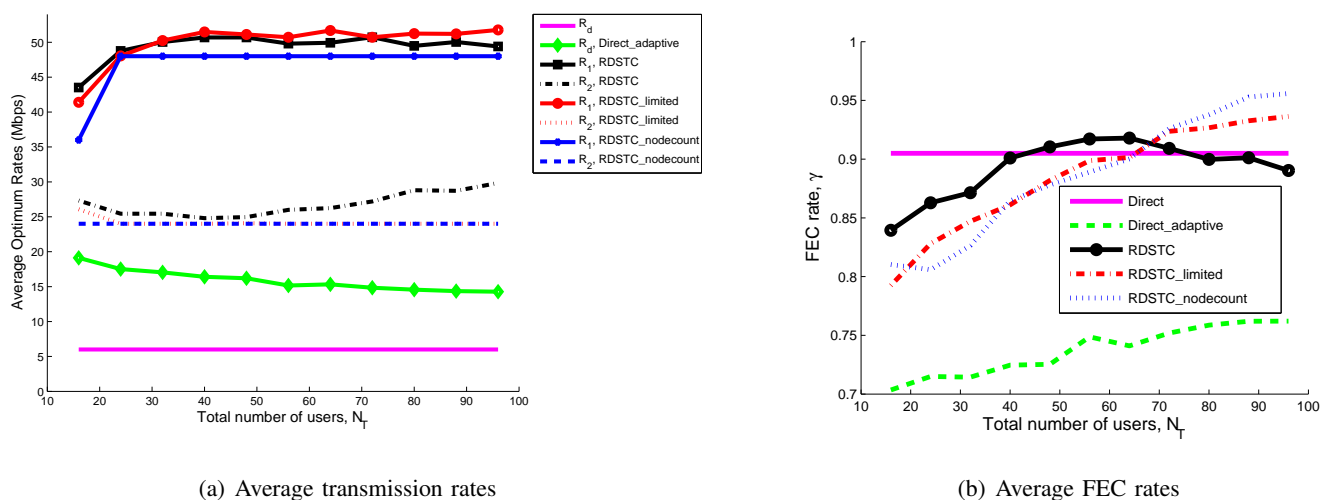 Average Optimum Rates (Mbps)
50
45
40
35
30
25
20
15
10
5
0
10 20 30 40 50 60 70 80 90 100
Total number of users, N_T
R_d
R_d, Direct_adaptive
R_1, RDSTC
R_2, RDSTC
R_1, RDSTC_limited
R_2, RDSTC_limited
R_1, RDSTC_nodecount
R_2, RDSTC_nodecount
(a) Average transmission rates
FEC rate, γ
1
0.95
0.9
0.85
0.8
0.75
0.7
10 20 30 40 50 60 70 80 90 100
Total number of users, N_T
Direct
Direct_adaptive
RDSTC
RDSTC_limited
RDSTC_nodecount
(b) Average FEC rates